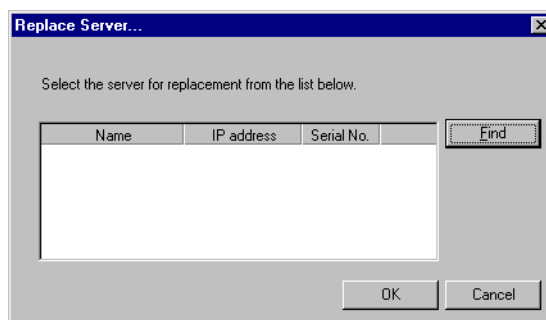 Replace Server...
Select the server for replacement from the list below.
Name IP address Serial No.
Find
OK Cancel